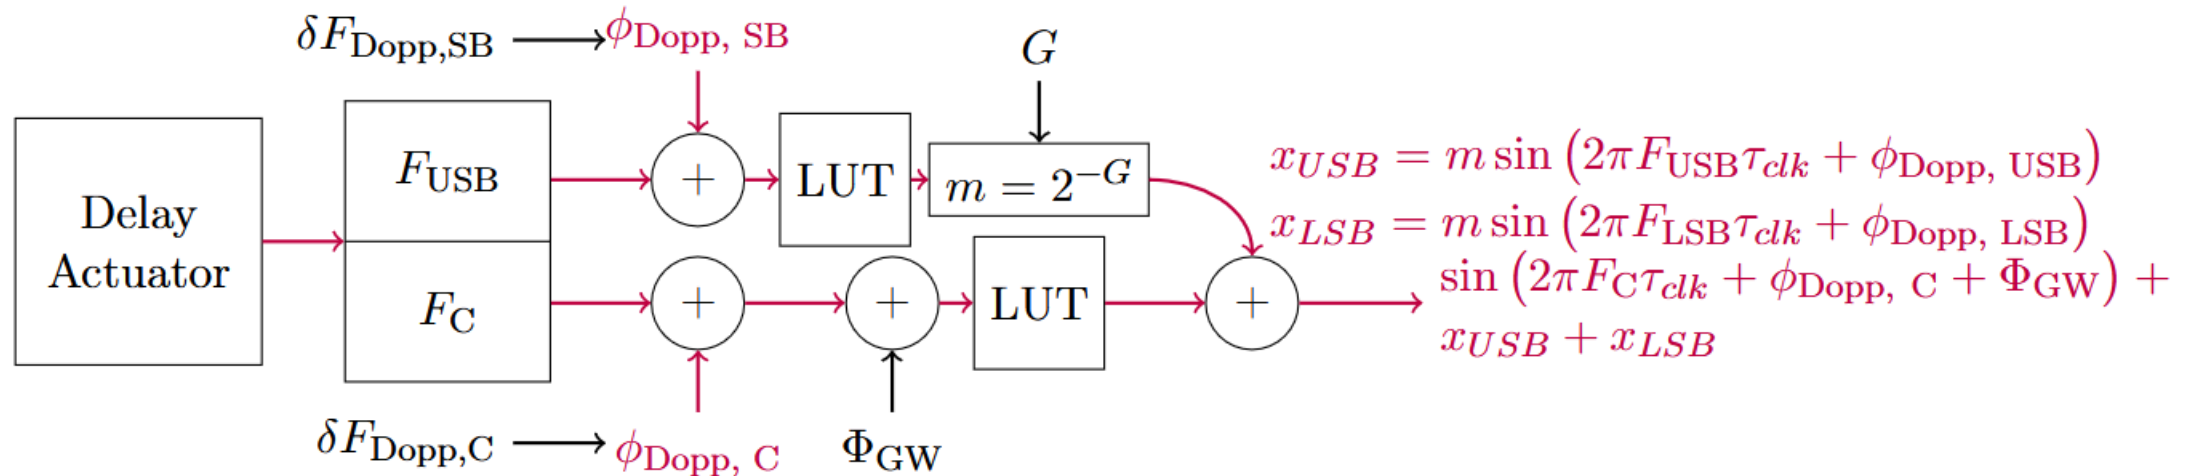 δF_Dopp,SB
ϕ_Dopp, SB
G
Delay
Actuator
F_USB
+
LUT
m = 2^−G
F_C
+
+
LUT
+
x_USB = m sin (2πF_USB τ_clk + ϕ_Dopp, USB)
x_LSB = m sin (2πF_LSB τ_clk + ϕ_Dopp, LSB)
sin (2πF_C τ_clk + ϕ_Dopp, C + Φ_GW) +
x_USB + x_LSB
δF_Dopp,C
ϕ_Dopp, C
Φ_GW